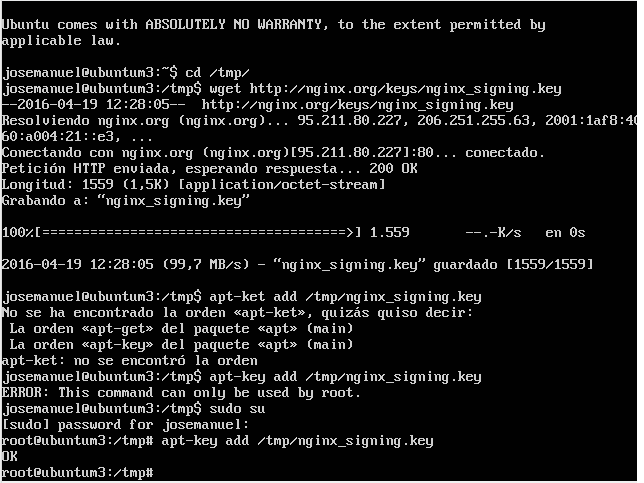 Ubuntu comes with ABSOLUTELY NO WARRANTY, to the extent permitted by
applicable law.
josemanuel@ubuntum3:~$ cd /tmp/
josemanuel@ubuntum3:/tmp$ wget http://nginx.org/keys/nginx_signing.key
--2016-04-19 12:28:05--  http://nginx.org/keys/nginx_signing.key
Resolviendo nginx.org (nginx.org)... 95.211.80.227, 206.251.255.63, 2001:1af8:40
60:a004:21::e3, ...
Conectando con nginx.org (nginx.org)[95.211.80.227]:80... conectado.
Petición HTTP enviada, esperando respuesta... 200 OK
Longitud: 1559 (1,5K) [application/octet-stream]
Grabando a: “nginx_signing.key”
100%[======================================>] 1.559       --.-K/s   en 0s
2016-04-19 12:28:05 (99,7 MB/s) - “nginx_signing.key” guardado [1559/1559]
josemanuel@ubuntum3:/tmp$ apt-ket add /tmp/nginx_signing.key
No se ha encontrado la orden «apt-ket», quizás quiso decir:
 La orden «apt-get» del paquete «apt» (main)
 La orden «apt-key» del paquete «apt» (main)
apt-ket: no se encontró la orden
josemanuel@ubuntum3:/tmp$ apt-key add /tmp/nginx_signing.key
ERROR: This command can only be used by root.
josemanuel@ubuntum3:/tmp$ sudo su
[sudo] password for josemanuel:
root@ubuntum3:/tmp# apt-key add /tmp/nginx_signing.key
OK
root@ubuntum3:/tmp#